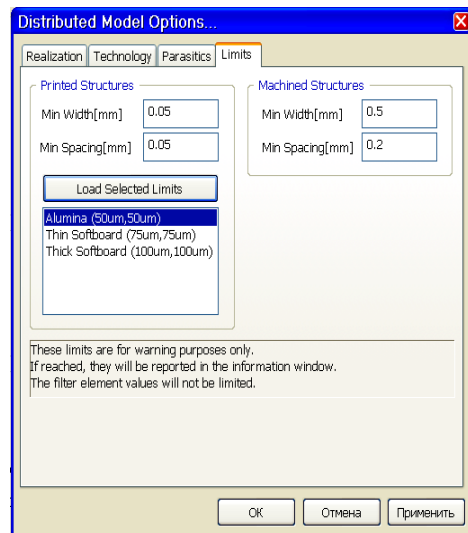 Distributed Model Options...
Realization Technology Parasitics Limits
Printed Structures
Min Width[mm] 0.05
Min Spacing[mm] 0.05
Load Selected Limits
Alumina (50um,50um)
Thin Softboard (75um,75um)
Thick Softboard (100um,100um)
Machined Structures
Min Width[mm] 0.5
Min Spacing[mm] 0.2
These limits are for warning purposes only.
If reached, they will be reported in the information window.
The filter element values will not be limited.
ОК Отмена Применить